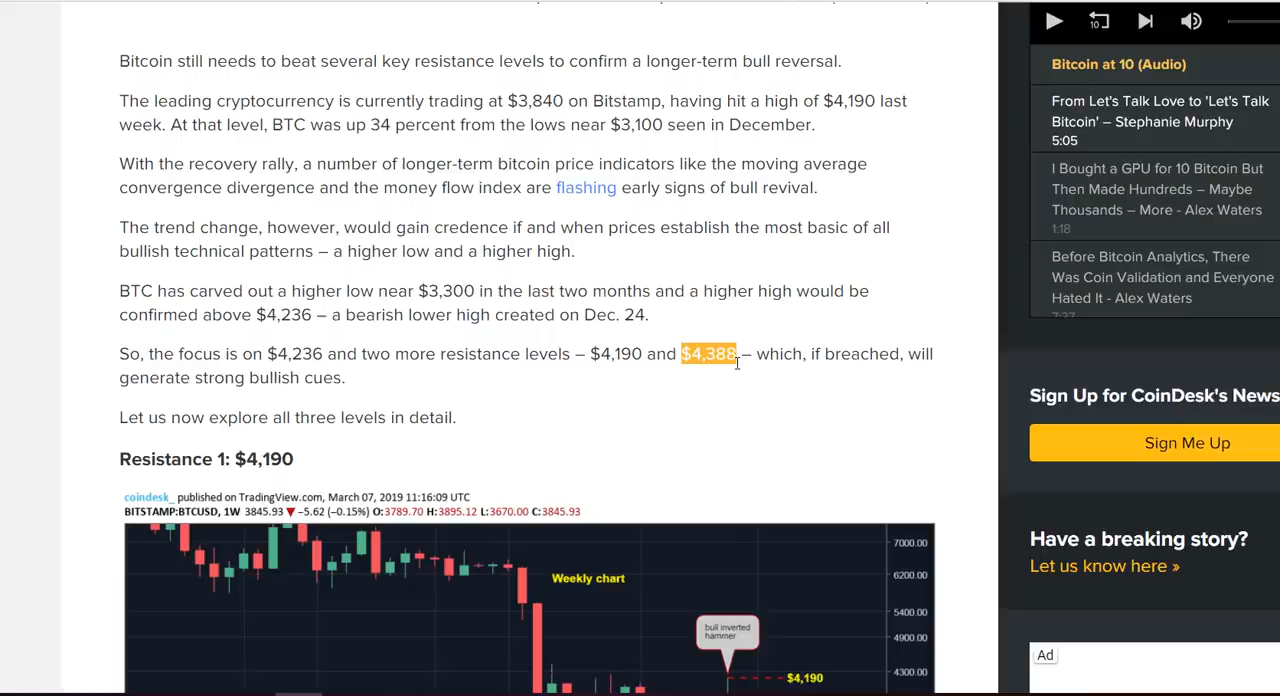 Bitcoin still needs to beat several key resistance levels to confirm a longer-term bull reversal.
The leading cryptocurrency is currently trading at $3,840 on Bitstamp, having hit a high of $4,190 last
week. At that level, BTC was up 34 percent from the lows near $3,100 seen in December.
With the recovery rally, a number of longer-term bitcoin price indicators like the moving average
convergence divergence and the money flow index are flashing early signs of bull revival.
The trend change, however, would gain credence if and when prices establish the most basic of all
bullish technical patterns – a higher low and a higher high.
BTC has carved out a higher low near $3,300 in the last two months and a higher high would be
confirmed above $4,236 – a bearish lower high created on Dec. 24.
So, the focus is on $4,236 and two more resistance levels – $4,190 and $4,388 – which, if breached, will
generate strong bullish cues.
Let us now explore all three levels in detail.
Resistance 1: $4,190
coindesk_ published on TradingView.com, March 07, 2019 11:16:09 UTC
BITSTAMP:BTCUSD, 1W 3845.93 ▼ −5.62 (−0.15%) O:3789.70 H:3895.12 L:3670.00 C:3845.93
7000.00
Weekly chart
6200.00
5400.00
bull inverted
hammer
4900.00
4300.00
$4,190
10
Bitcoin at 10 (Audio)
From Let's Talk Love to 'Let's Talk
Bitcoin' – Stephanie Murphy
5:05
I Bought a GPU for 10 Bitcoin But
Then Made Hundreds – Maybe
Thousands – More - Alex Waters
1:18
Before Bitcoin Analytics, There
Was Coin Validation and Everyone
Hated It - Alex Waters
Sign Up for CoinDesk's News
Sign Me Up
Have a breaking story?
Let us know here »
Ad